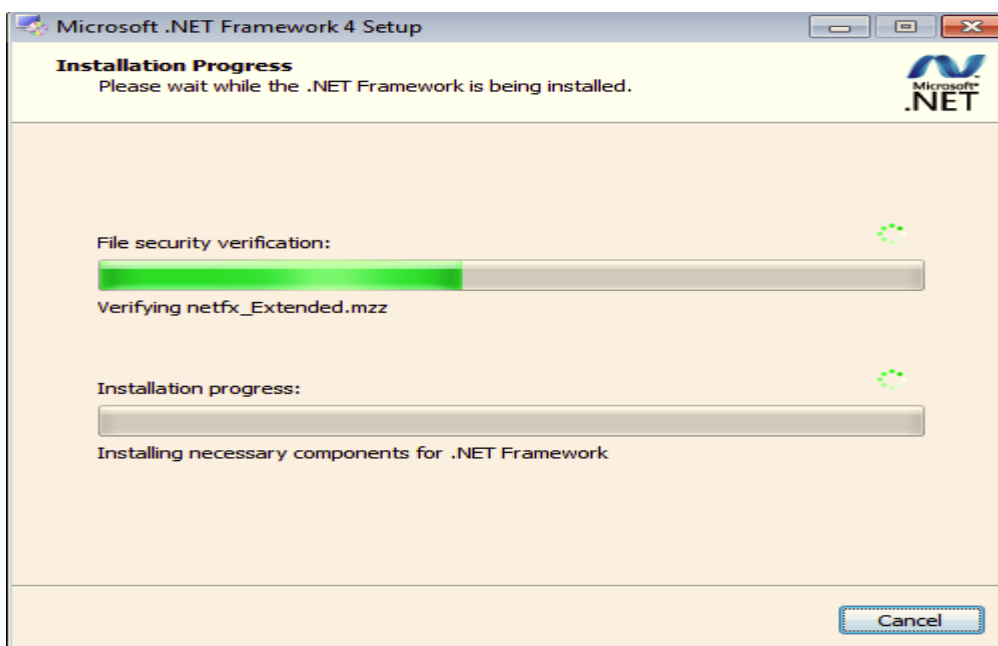 Microsoft .NET Framework 4 Setup
Installation Progress
Please wait while the .NET Framework is being installed.
Microsoft®
.NET
File security verification:
Verifying netfx_Extended.mzz
Installation progress:
Installing necessary components for .NET Framework
Cancel